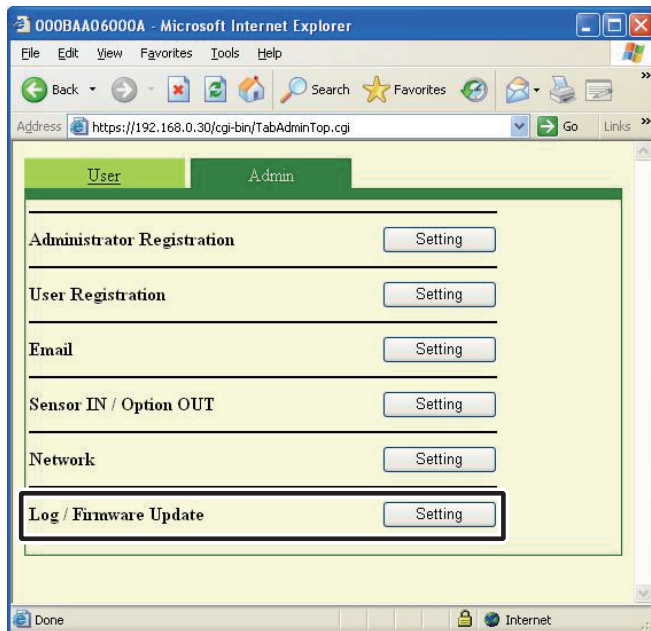 000BAA06000A - Microsoft Internet Explorer
File Edit View Favorites Tools Help
Back Search Favorites »
Address https://192.168.0.30/cgi-bin/TabAdminTop.cgi Go Links »
User Admin
Administrator Registration Setting
User Registration Setting
Email Setting
Sensor IN / Option OUT Setting
Network Setting
Log / Firmware Update Setting
Done Internet